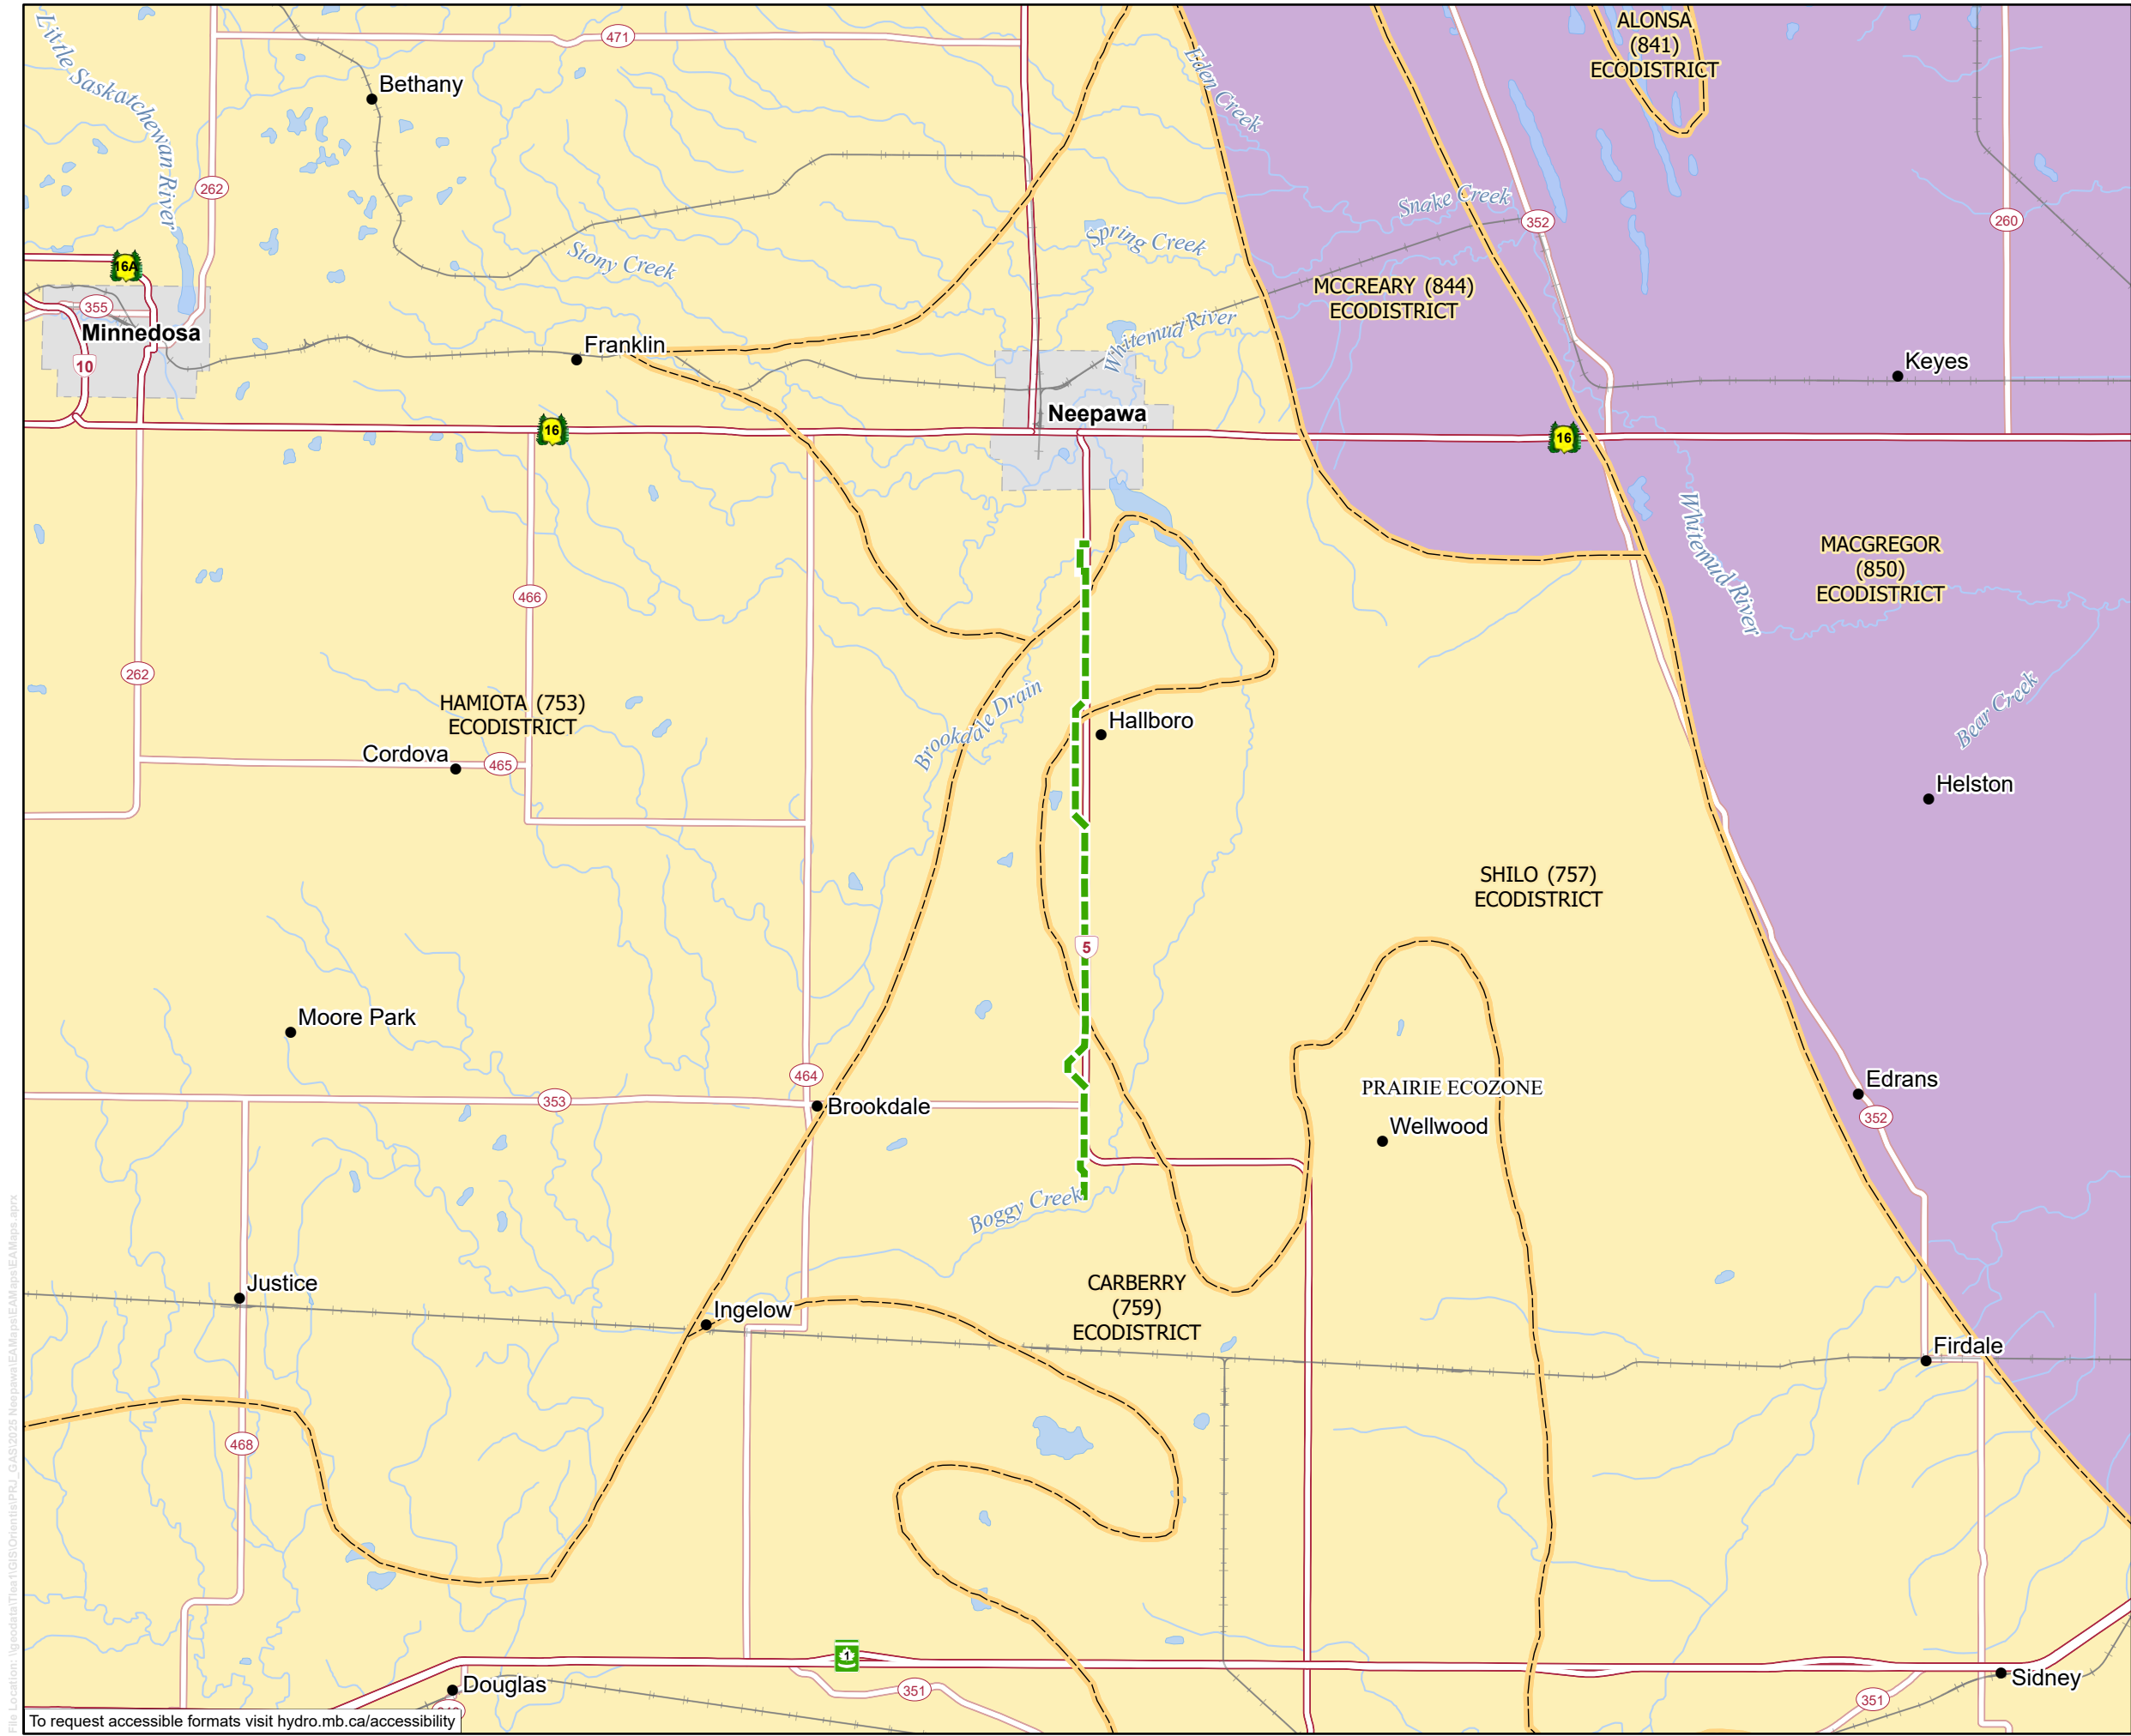 Little Saskatchewan River
471
Bethany
Eden Creek
ALONSA
(841)
ECODISTRICT
262
Snake Creek
352
260
16A
Stony Creek
Spring Creek
MCCREARY (844)
ECODISTRICT
355
Minnedosa
10
Franklin
Whitemud River
Keyes
16
Neepawa
16
Whitemud River
MACGREGOR
(850)
ECODISTRICT
466
262
HAMIOTA (753)
ECODISTRICT
Brookdale Drain
Hallboro
Bear Creek
Cordova
465
Helston
SHILO (757)
ECODISTRICT
5
Moore Park
464
353
Brookdale
PRAIRIE ECOZONE
Wellwood
Edrans
352
Boggy Creek
Justice
Ingelow
CARBERRY
(759)
ECODISTRICT
Firdale
468
1
Douglas
351
Sidney
351
To request accessible formats visit hydro.mb.ca/accessibility